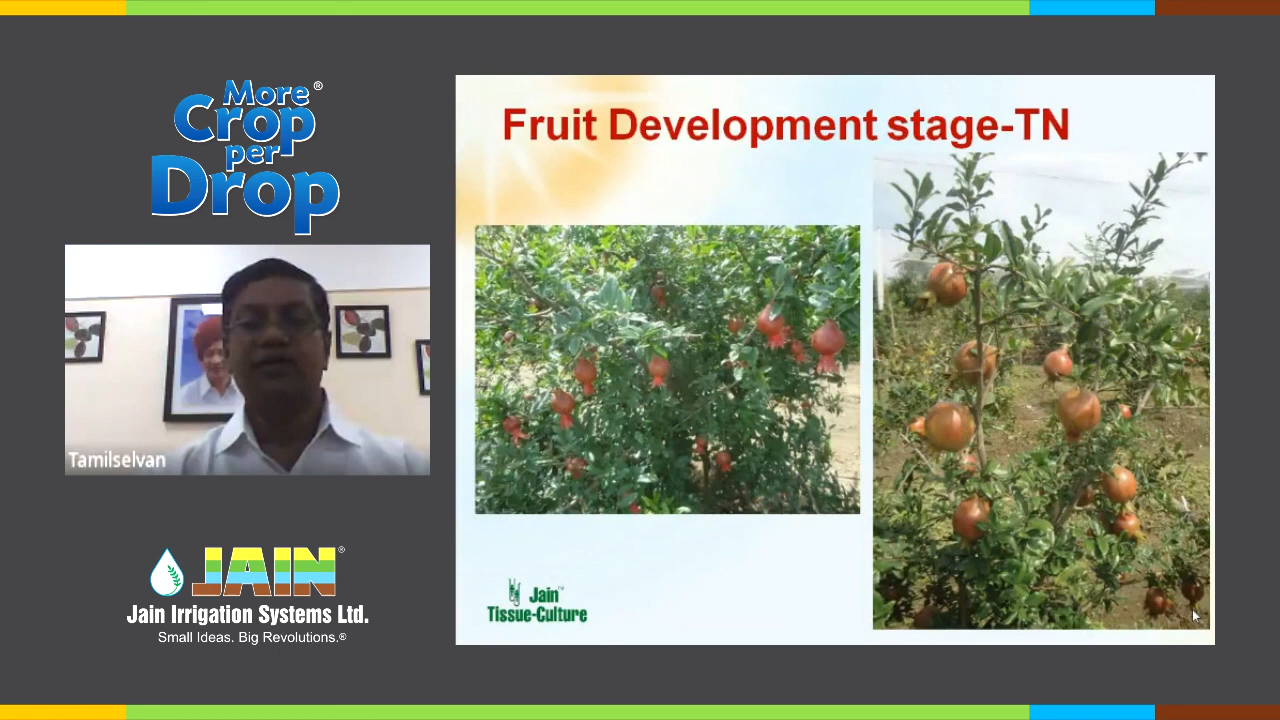 More®
Crop
per
Drop
Tamilselvan
JAIN®
Jain Irrigation Systems Ltd.
Small Ideas. Big Revolutions.®
Fruit Development stage-TN
Jain™
Tissue-Culture